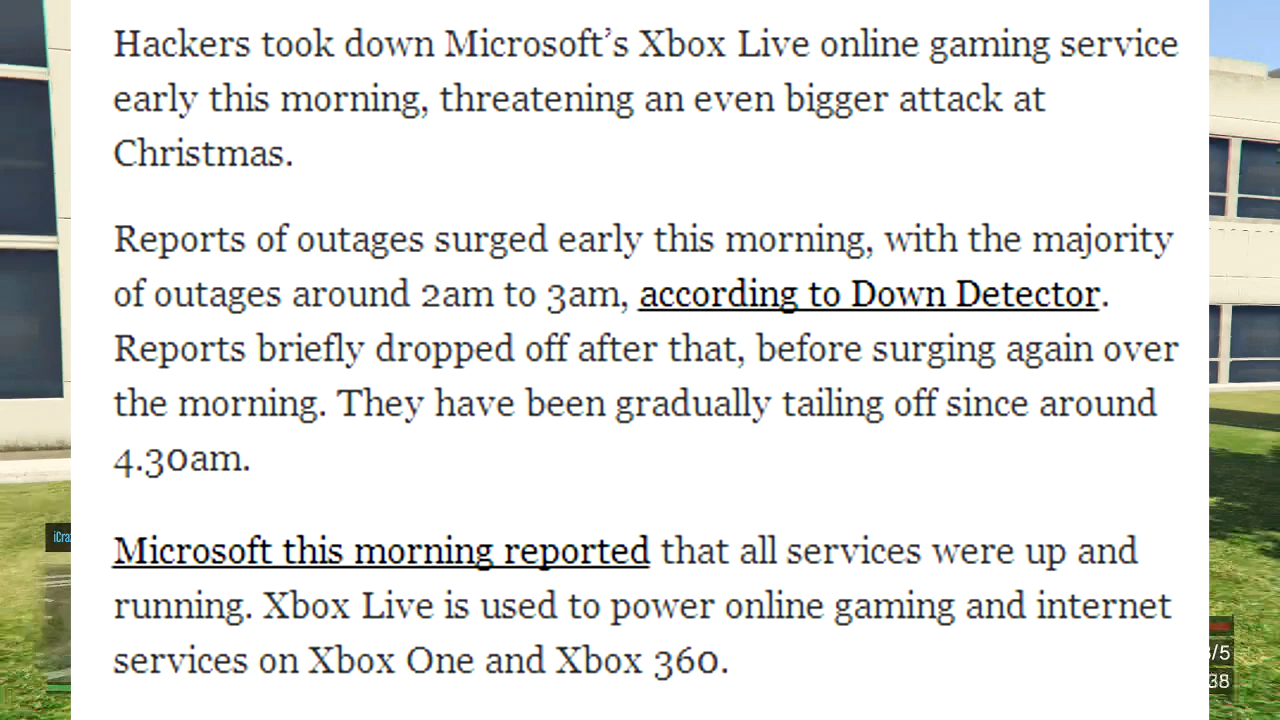 Hackers took down Microsoft’s Xbox Live online gaming service
early this morning, threatening an even bigger attack at
Christmas.
Reports of outages surged early this morning, with the majority
of outages around 2am to 3am, according to Down Detector.
Reports briefly dropped off after that, before surging again over
the morning. They have been gradually tailing off since around
4.30am.
Microsoft this morning reported that all services were up and
running. Xbox Live is used to power online gaming and internet
services on Xbox One and Xbox 360.
/5
38